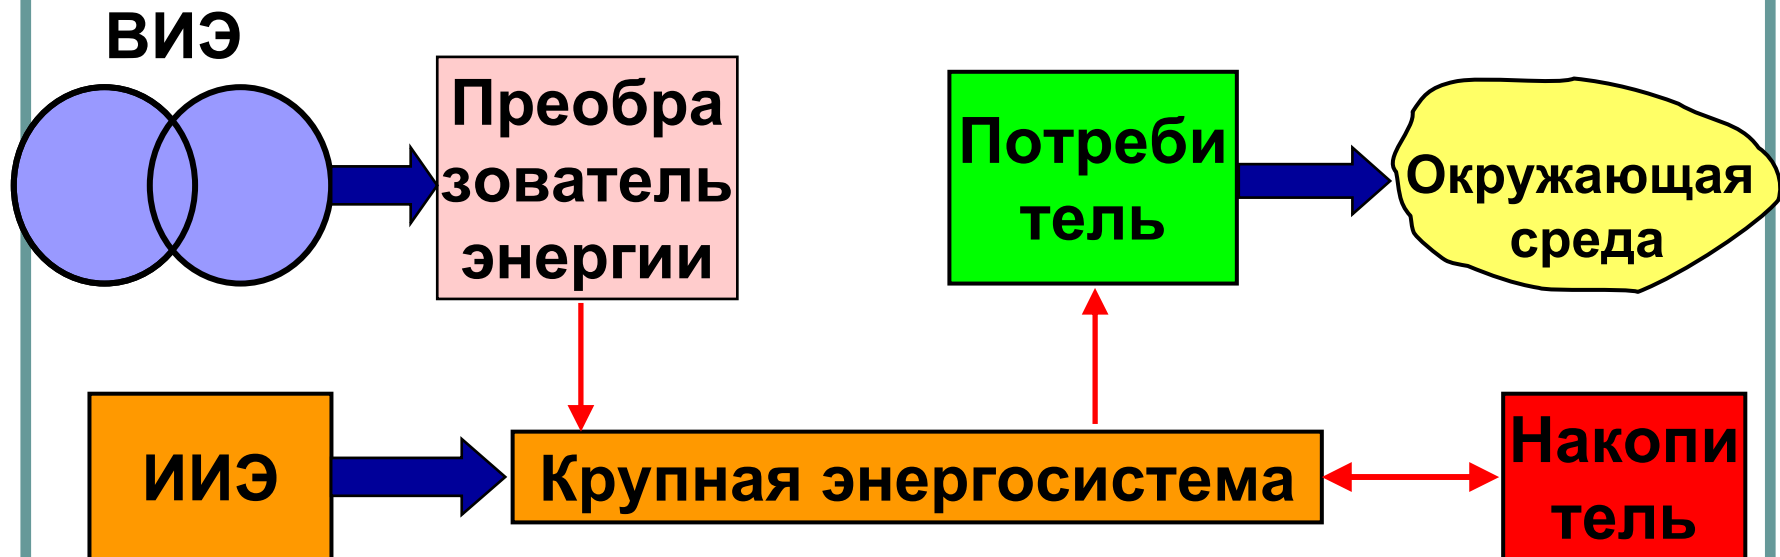 ВИЭ
Преобра
зователь
энергии
Потреби
тель
Окружающая
среда
ИИЭ
Крупная энергосистема
Накопи
тель